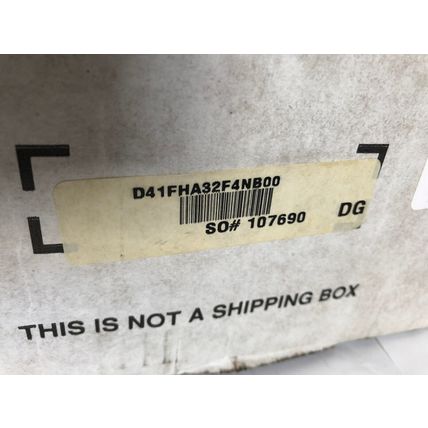 D41FHA32F4NB00
SO# 107690
DG
THIS IS NOT A SHIPPING BOX